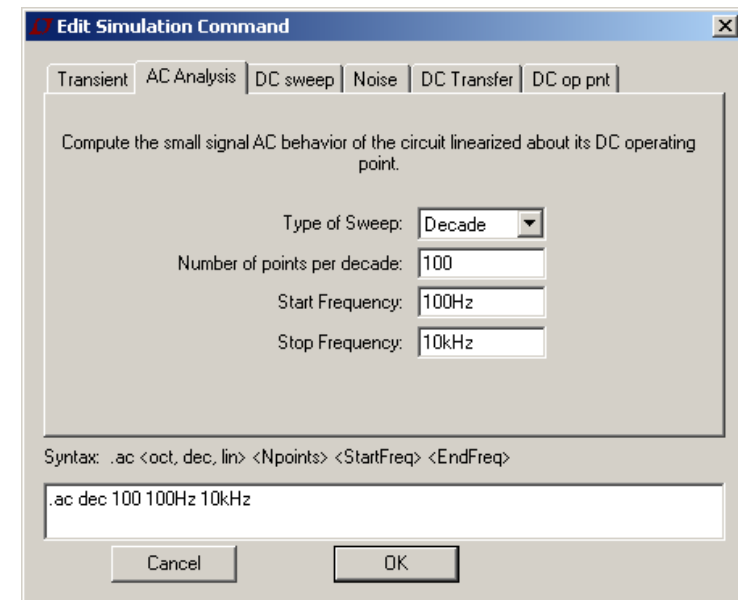 Edit Simulation Command
Transient AC Analysis DC sweep Noise DC Transfer DC op pnt
Compute the small signal AC behavior of the circuit linearized about its DC operating
point.
Type of Sweep: Decade
Number of points per decade: 100
Start Frequency: 100Hz
Stop Frequency: 10kHz
Syntax: .ac <oct, dec, lin> <Npoints> <StartFreq> <EndFreq>
.ac dec 100 100Hz 10kHz
Cancel OK